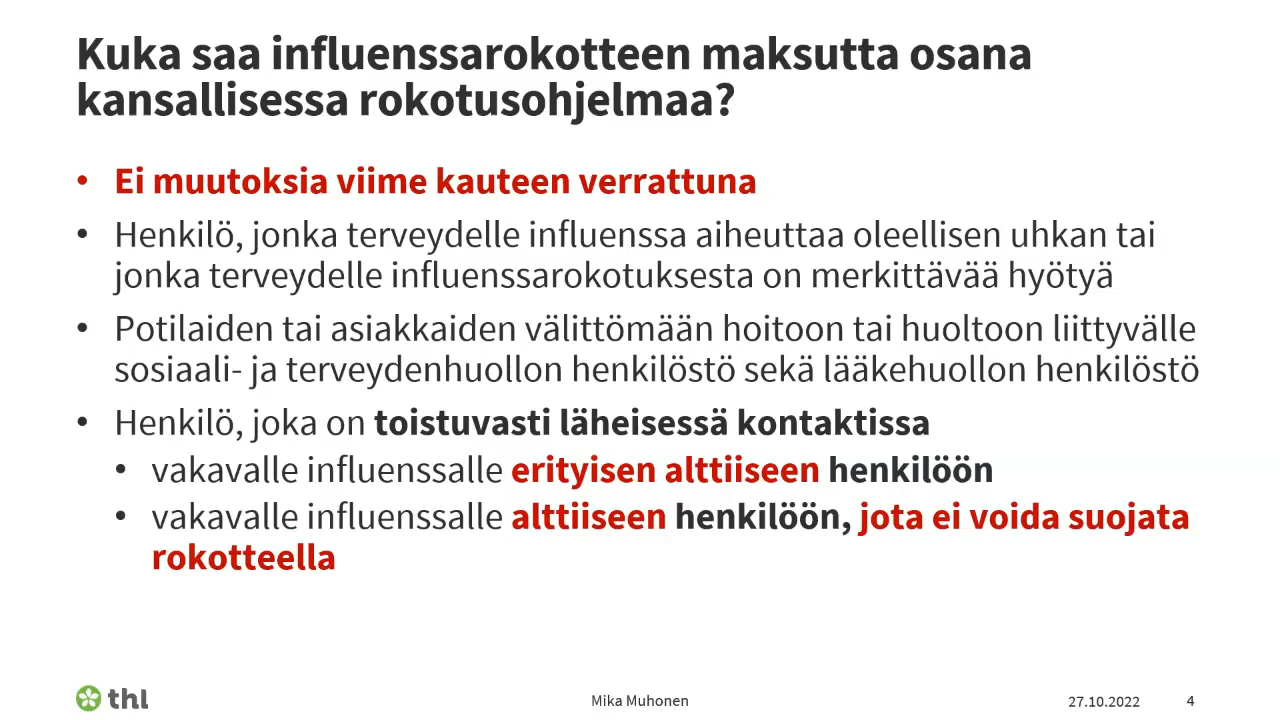 Kuka saa influenssarokotteen maksutta osana
kansallisessa rokotusohjelmaa?
• Ei muutoksia viime kauteen verrattuna
• Henkilö, jonka terveydelle influenssa aiheuttaa oleellisen uhkan tai
jonka terveydelle influenssarokotuksesta on merkittävää hyötyä
• Potilaiden tai asiakkaiden välittömään hoitoon tai huoltoon liittyvälle
sosiaali- ja terveydenhuollon henkilöstö sekä lääkehuollon henkilöstö
• Henkilö, joka on toistuvasti läheisessä kontaktissa
• vakavalle influenssalle erityisen alttiiseen henkilöön
• vakavalle influenssalle alttiiseen henkilöön, jota ei voida suojata
rokotteella
thl
Mika Muhonen
27.10.2022
4